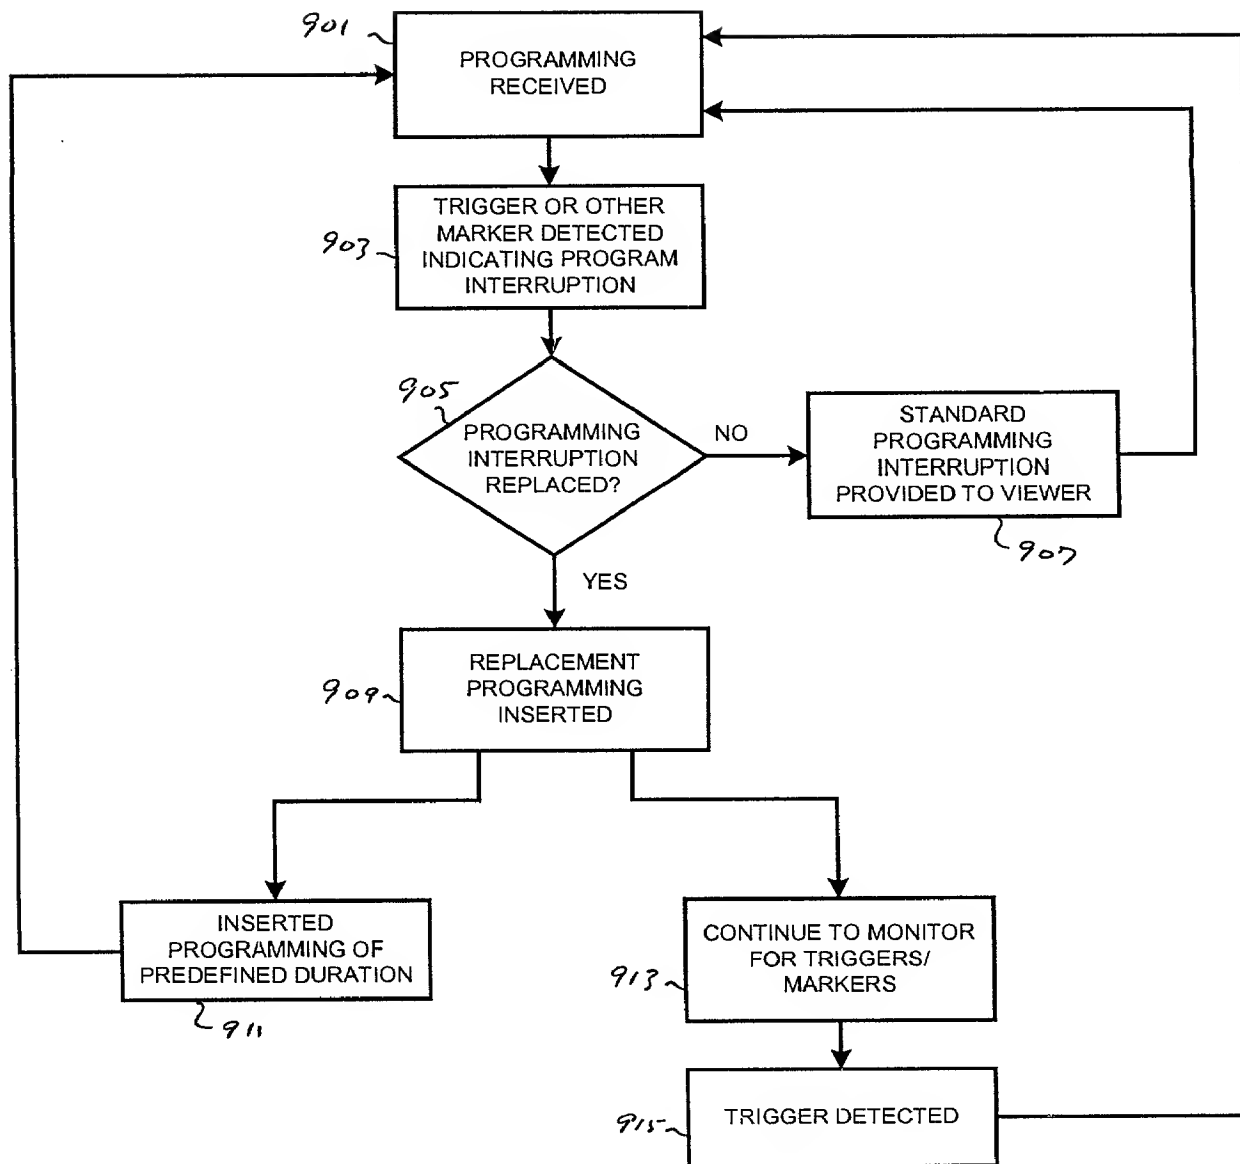 901
PROGRAMMING
RECEIVED
903
TRIGGER OR OTHER
MARKER DETECTED
INDICATING PROGRAM
INTERRUPTION
905
PROGRAMMING
INTERRUPTION
REPLACED?
NO
STANDARD
PROGRAMMING
INTERRUPTION
PROVIDED TO VIEWER
907
YES
909
REPLACEMENT
PROGRAMMING
INSERTED
INSERTED
PROGRAMMING OF
PREDEFINED DURATION
911
913
CONTINUE TO MONITOR
FOR TRIGGERS/
MARKERS
915
TRIGGER DETECTED